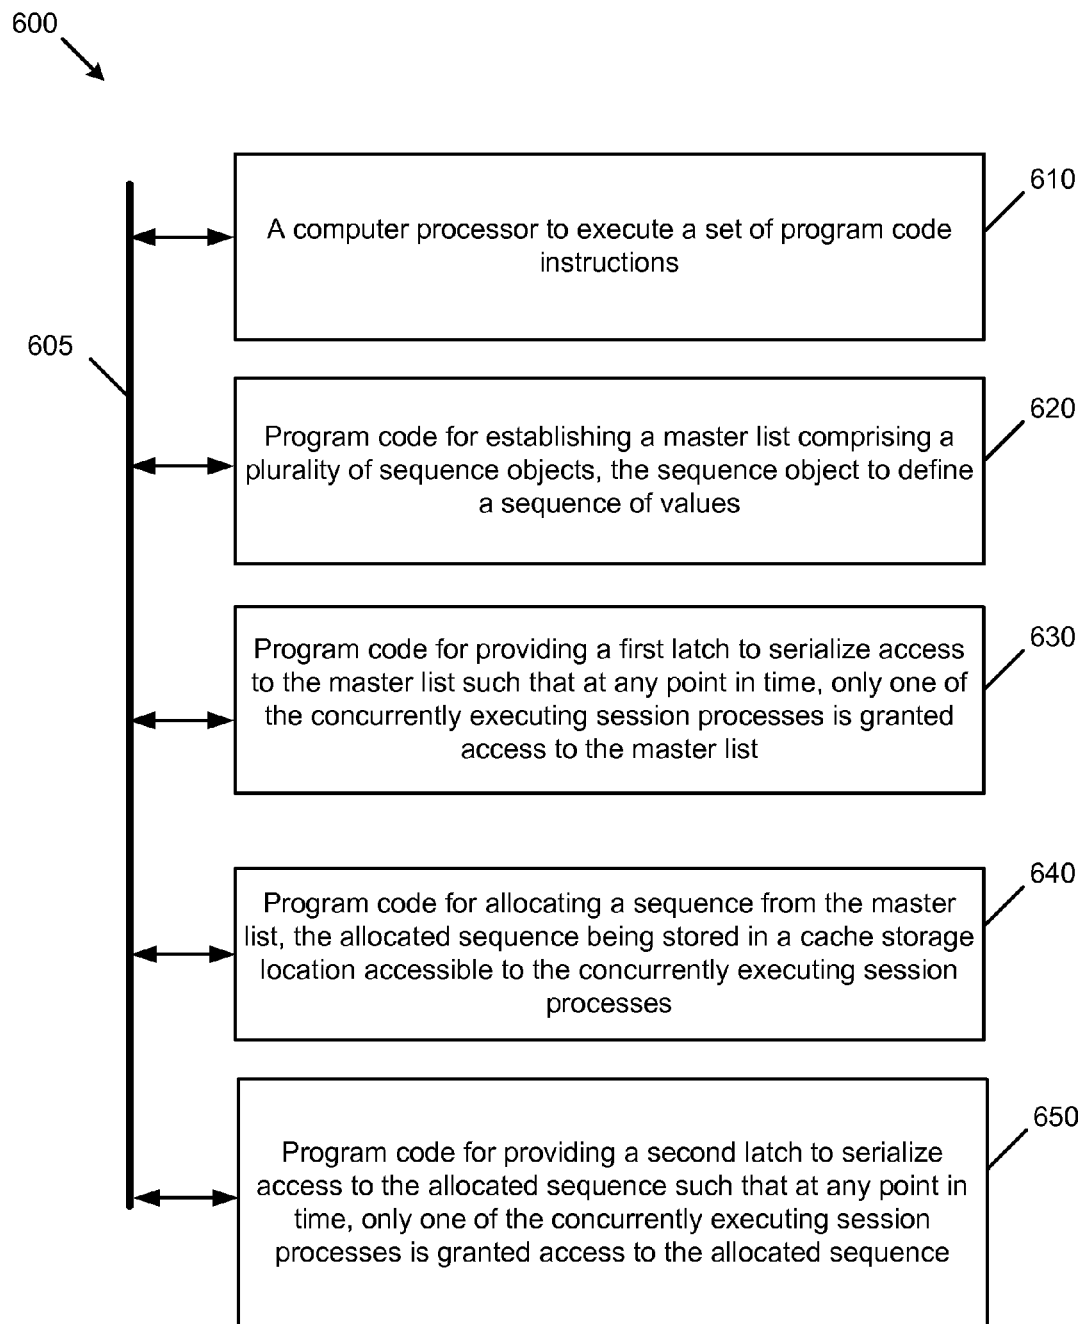 600
610
A computer processor to execute a set of program code
instructions
605
620
Program code for establishing a master list comprising a
plurality of sequence objects, the sequence object to define
a sequence of values
630
Program code for providing a first latch to serialize access
to the master list such that at any point in time, only one of
the concurrently executing session processes is granted
access to the master list
640
Program code for allocating a sequence from the master
list, the allocated sequence being stored in a cache storage
location accessible to the concurrently executing session
processes
650
Program code for providing a second latch to serialize
access to the allocated sequence such that at any point in
time, only one of the concurrently executing session
processes is granted access to the allocated sequence